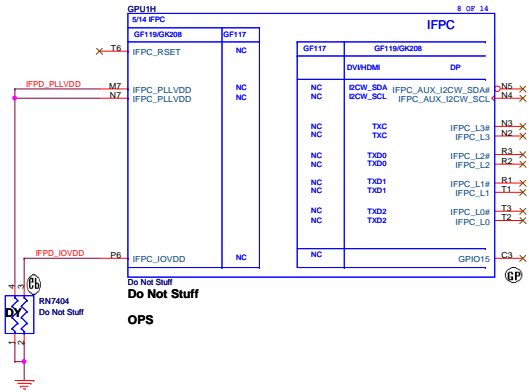 GPU1H
8 OF 14
5/14 IFPC
IFPC
GF119/GK208
GF117
GF117
GF119/GK208
T6
IFPC_RSET
NC
DVI/HDMI
DP
IFPD_PLLVDD
M7
IFPC_PLLVDD
NC
NC
I2CW_SDA
IFPC_AUX_I2CW_SDA#
N5
N7
IFPC_PLLVDD
NC
NC
I2CW_SCL
IFPC_AUX_I2CW_SCL
N4
NC
TXC
IFPC_L3#
N3
NC
TXC
IFPC_L3
N2
NC
TXD0
IFPC_L2#
R3
NC
TXD0
IFPC_L2
R2
NC
TXD1
IFPC_L1#
R1
NC
TXD1
IFPC_L1
T1
NC
TXD2
IFPC_L0#
T3
NC
TXD2
IFPC_L0
T2
IFPD_IOVDD
P6
IFPC_IOVDD
NC
NC
GPIO15
C3
GP
Do Not Stuff
Do Not Stuff
OPS
4
3
RN7404
DY
Do Not Stuff
1
2